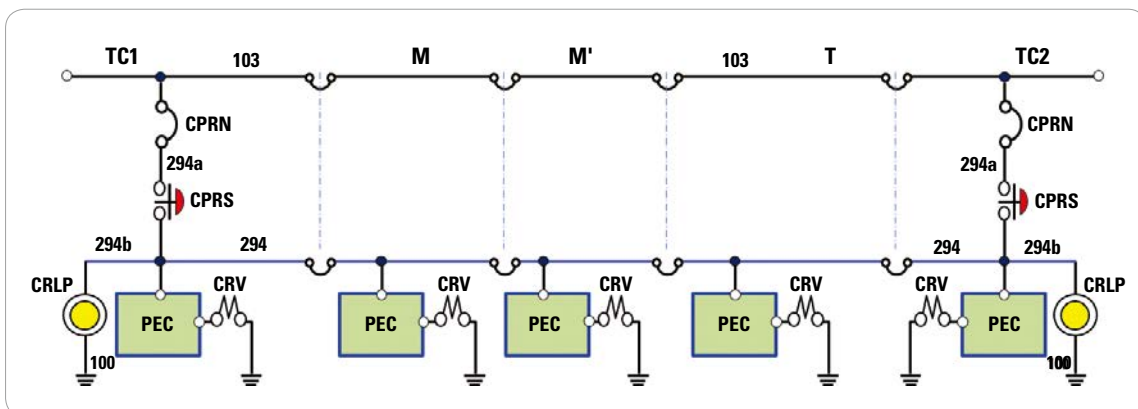 TC1 103 M M' 103 T TC2
CPRN CPRN
294a 294a
CPRS CPRS
294b 294 294 294b
CRLP CRV CRV CRV CRV CRV CRLP
PEC PEC PEC PEC PEC
100 100